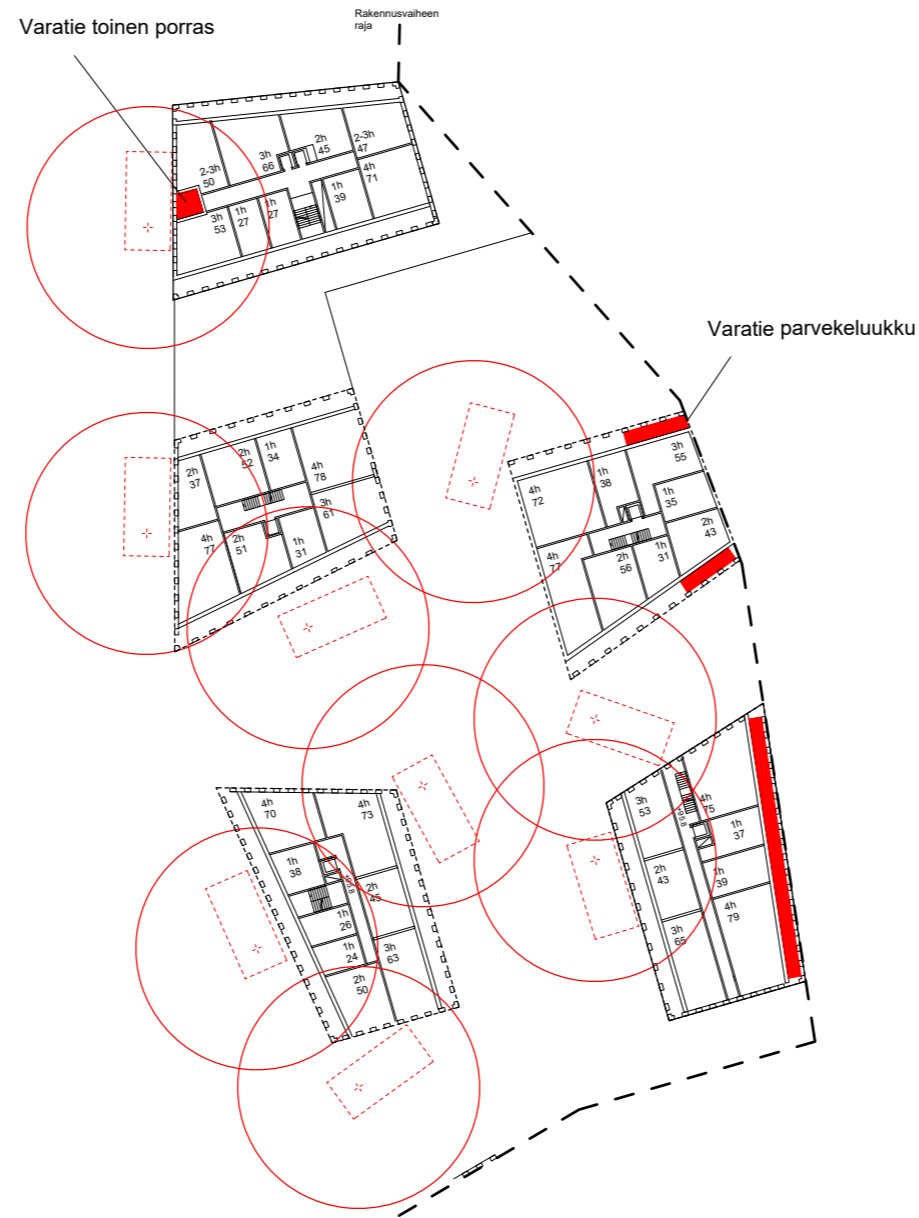 Rakennusvaiheen
raja
Varatie toinen porras
2-3h
50
3h
66
2h
45
2-3h
47
4h
71
3h
53
1h
27
1h
27
1h
39
Varatie parvekeluukku
2h
37
2h
52
1h
34
4h
78
3h
61
4h
77
2h
51
1h
31
4h
72
1h
38
3h
55
1h
35
2h
43
4h
77
2h
56
1h
31
4h
70
4h
73
1h
38
2h
45
1h
26
1h
24
3h
63
2h
50
3h
53
4h
75
1h
37
2h
43
1h
39
4h
79
3h
65